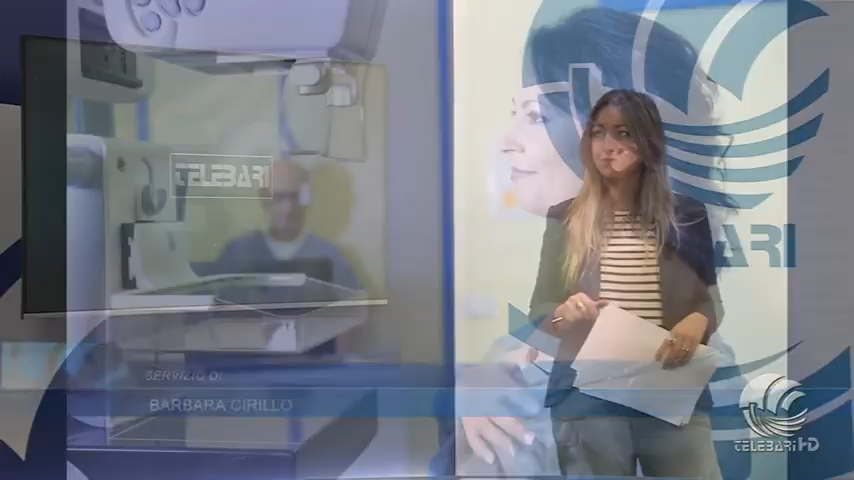 TELEBARI
ARI
SERVIZIO DI
BARBARA CIRILLO
TELEBARI HD